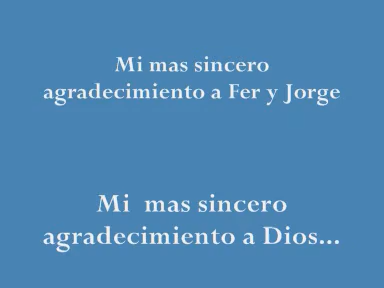 Mi mas sincero
agradecimiento a Fer y Jorge
Mi  mas sincero
agradecimiento a Dios...